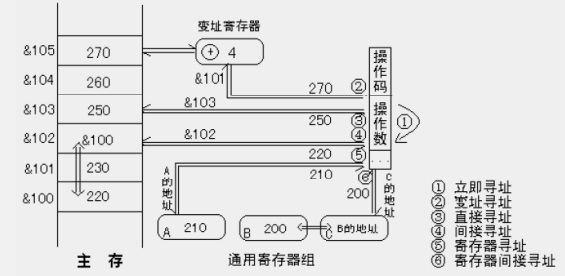 变址寄存器
&105
270
+
4
操作码
&104
260
&101
270
②
&103
250
&103
250
③
操作数
①
&102
&100
&102
④
220
⑤
...
&101
230
A的地址
210
⑥
200
C的地址
&100
220
A
210
B
200
C
B的地址
主 存
通用寄存器组
① 立即寻址
② 变址寻址
③ 直接寻址
④ 间接寻址
⑤ 寄存器寻址
⑥ 寄存器间接寻址